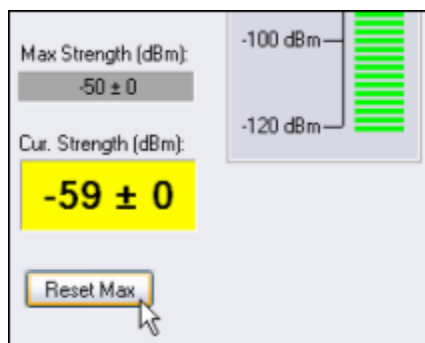 -100 dBm
Max Strength (dBm):
-50 ± 0
-120 dBm
Cur. Strength (dBm):
-59 ± 0
Reset Max